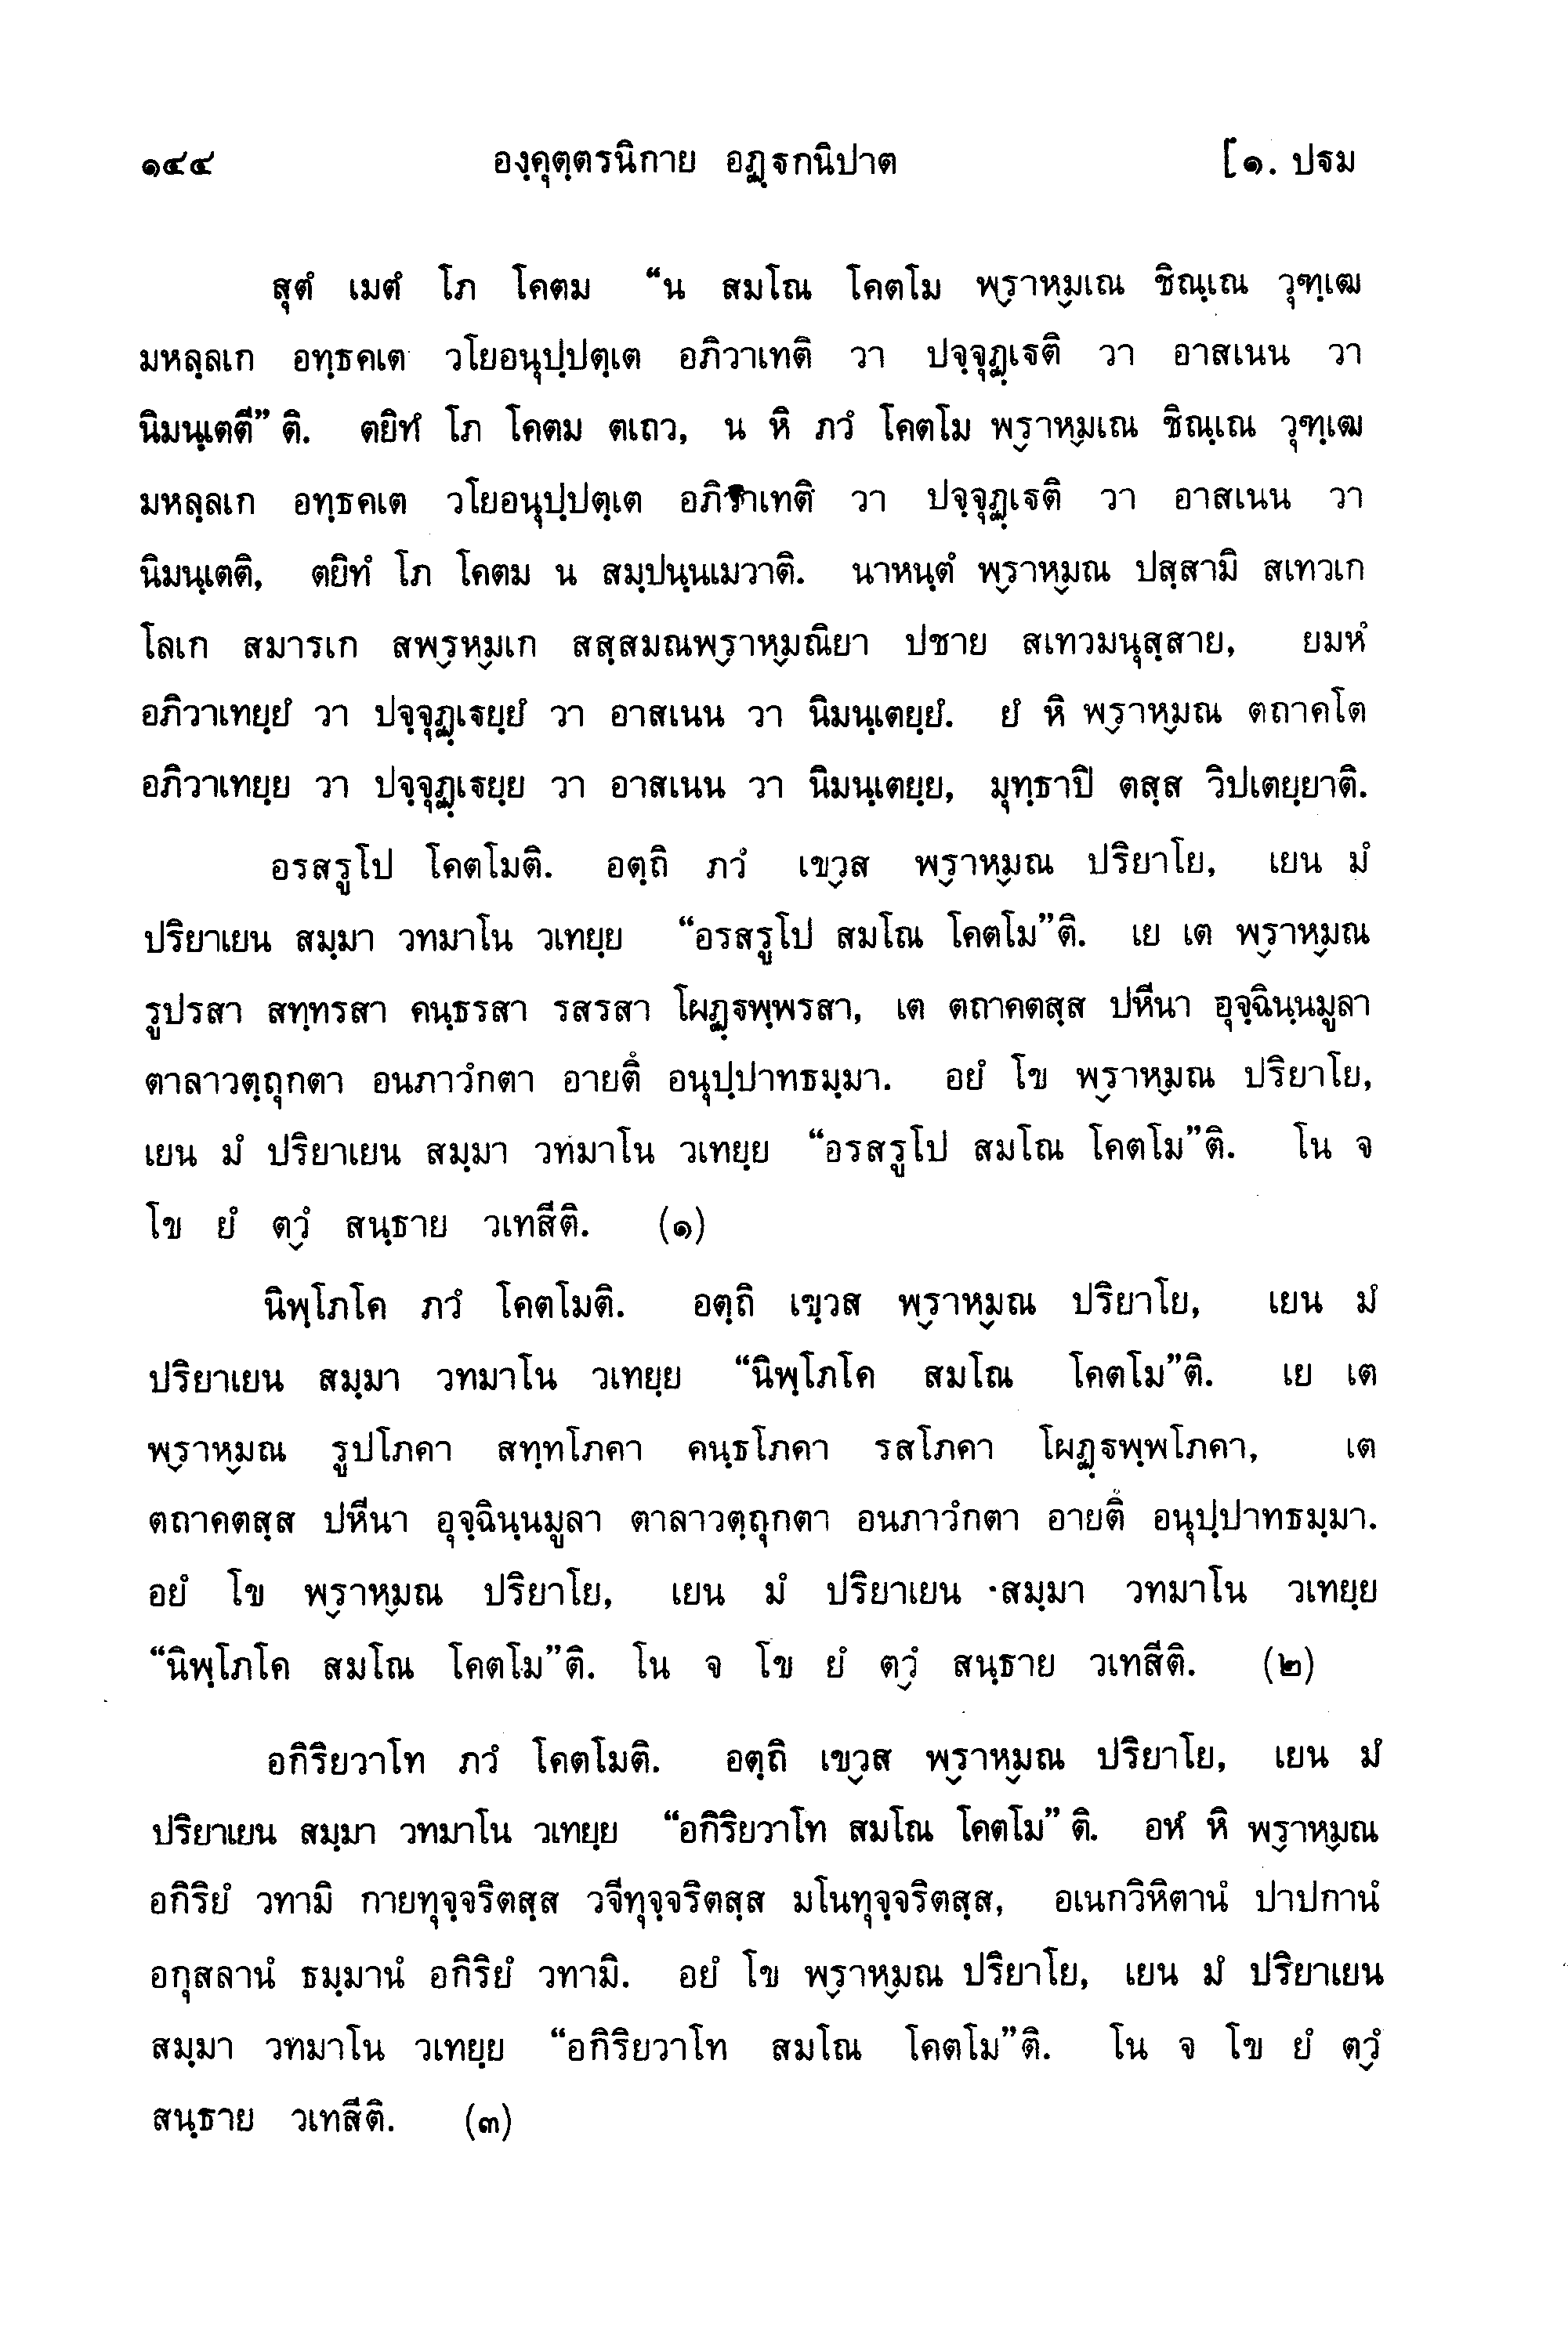 ๑๔๔ องฺคุตฺตรนิกาย อฏฺฐกนิปาต [๑. ปฐม
สุตํ เมตํ โภ โคตม “น สมโณ โคตโม พฺราหฺมเณ ชิณฺเณ วุฑฺเฒ
มหลฺลเก อทฺธคเต วโยอนุปฺปตฺเต อภิวาเทติ วา ปจฺจุฏฺเฐติ วา อาสเนน วา
นิมนฺเตตี” ติ. ตยิทํ โภ โคตม ตเถว, น หิ ภวํ โคตโม พฺราหฺมเณ ชิณฺเณ วุฑฺเฒ
มหลฺลเก อทฺธคเต วโยอนุปฺปตฺเต อภิวาเทติ วา ปจฺจุฏฺเฐติ วา อาสเนน วา
นิมนฺเตติ, ตยิทํ โภ โคตม น สมฺปนฺนเมวาติ. นาหนฺตํ พฺราหฺมณ ปสฺสามิ สเทวเก
โลเก สมารเก สพฺรหฺมเก สสฺสมณพฺราหฺมณิยา ปชาย สเทวมนุสฺสาย, ยมหํ
อภิวาเทยฺยํ วา ปจฺจุฏฺเฐยฺยํ วา อาสเนน วา นิมนฺเตยฺยํ. ยํ หิ พฺราหฺมณ ตถาคโต
อภิวาเทยฺย วา ปจฺจุฏฺเฐยฺย วา อาสเนน วา นิมนฺเตยฺย, มุทฺธาปิ ตสฺส วิปเตยฺยาติ.
อรสรูโป โคตโมติ. อตฺถิ ภวํ เขฺวส พฺราหฺมณ ปริยาโย, เยน มํ
ปริยาเยน สมฺมา วทมาโน วเทยฺย “อรสรูโป สมโณ โคตโม”ติ. เย เต พฺราหฺมณ
รูปรสา สทฺทรสา คนฺธรสา รสรสา โผฏฺฐพฺพรสา, เต ตถาคตสฺส ปหีนา อุจฺฉินฺนมูลา
ตาลาวตฺถุกตา อนภาวํกตา อายตึ อนุปฺปาทธมฺมา. อยํ โข พฺราหฺมณ ปริยาโย,
เยน มํ ปริยาเยน สมฺมา วทมาโน วเทยฺย “อรสรูโป สมโณ โคตโม”ติ. โน จ
โข ยํ ตฺวํ สนฺธาย วเทสีติ. (๑)
นิพฺโภโค ภวํ โคตโมติ. อตฺถิ เขฺวส พฺราหฺมณ ปริยาโย, เยน มํ
ปริยาเยน สมฺมา วทมาโน วเทยฺย “นิพฺโภโค สมโณ โคตโม”ติ. เย เต
พฺราหฺมณ รูปโภคา สทฺทโภคา คนฺธโภคา รสโภคา โผฏฺฐพฺพโภคา, เต
ตถาคตสฺส ปหีนา อุจฺฉินฺนมูลา ตาลาวตฺถุกตา อนภาวํกตา อายตึ อนุปฺปาทธมฺมา.
อยํ โข พฺราหฺมณ ปริยาโย, เยน มํ ปริยาเยน สมฺมา วทมาโน วเทยฺย
“นิพฺโภโค สมโณ โคตโม”ติ. โน จ โข ยํ ตฺวํ สนฺธาย วเทสีติ. (๒)
อกิริยวาโท ภวํ โคตโมติ. อตฺถิ เขฺวส พฺราหฺมณ ปริยาโย, เยน มํ
ปริยาเยน สมฺมา วทมาโน วเทยฺย “อกิริยวาโท สมโณ โคตโม” ติ. อหํ หิ พฺราหฺมณ
อกิริยํ วทามิ กายทุจฺจริตสฺส วจีทุจฺจริตสฺส มโนทุจฺจริตสฺส, อเนกวิหิตานํ ปาปกานํ
อกุสลานํ ธมฺมานํ อกิริยํ วทามิ. อยํ โข พฺราหฺมณ ปริยาโย, เยน มํ ปริยาเยน
สมฺมา วทมาโน วเทยฺย “อกิริยวาโท สมโณ โคตโม”ติ. โน จ โข ยํ ตฺวํ
สนฺธาย วเทสีติ. (๓)